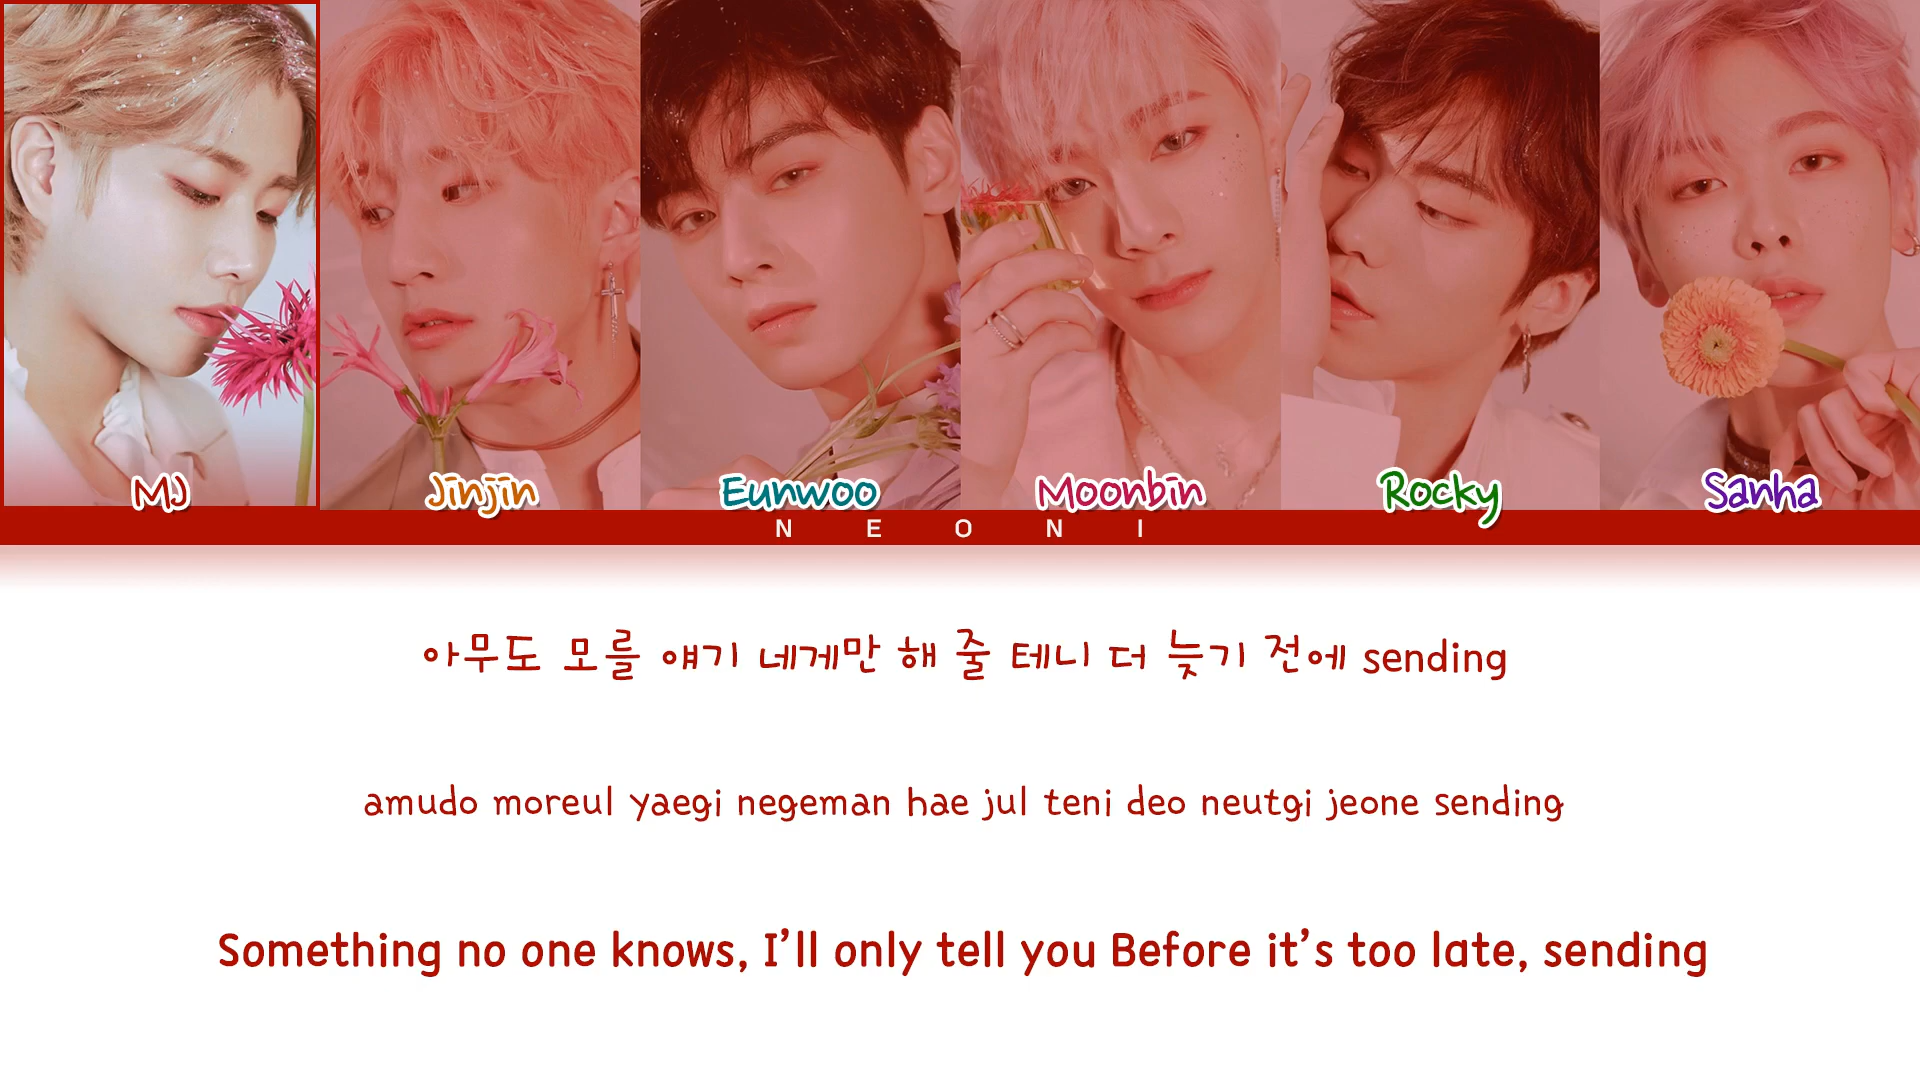 MJ Jinjin Eunwoo Moonbin Rocky Sanha
NEONI
아무도 모를 얘기 네게만 해 줄 테니 더 늦기 전에 sending
amudo moreul yaegi negeman hae jul teni deo neutgi jeone sending
Something no one knows, I’ll only tell you Before it’s too late, sending